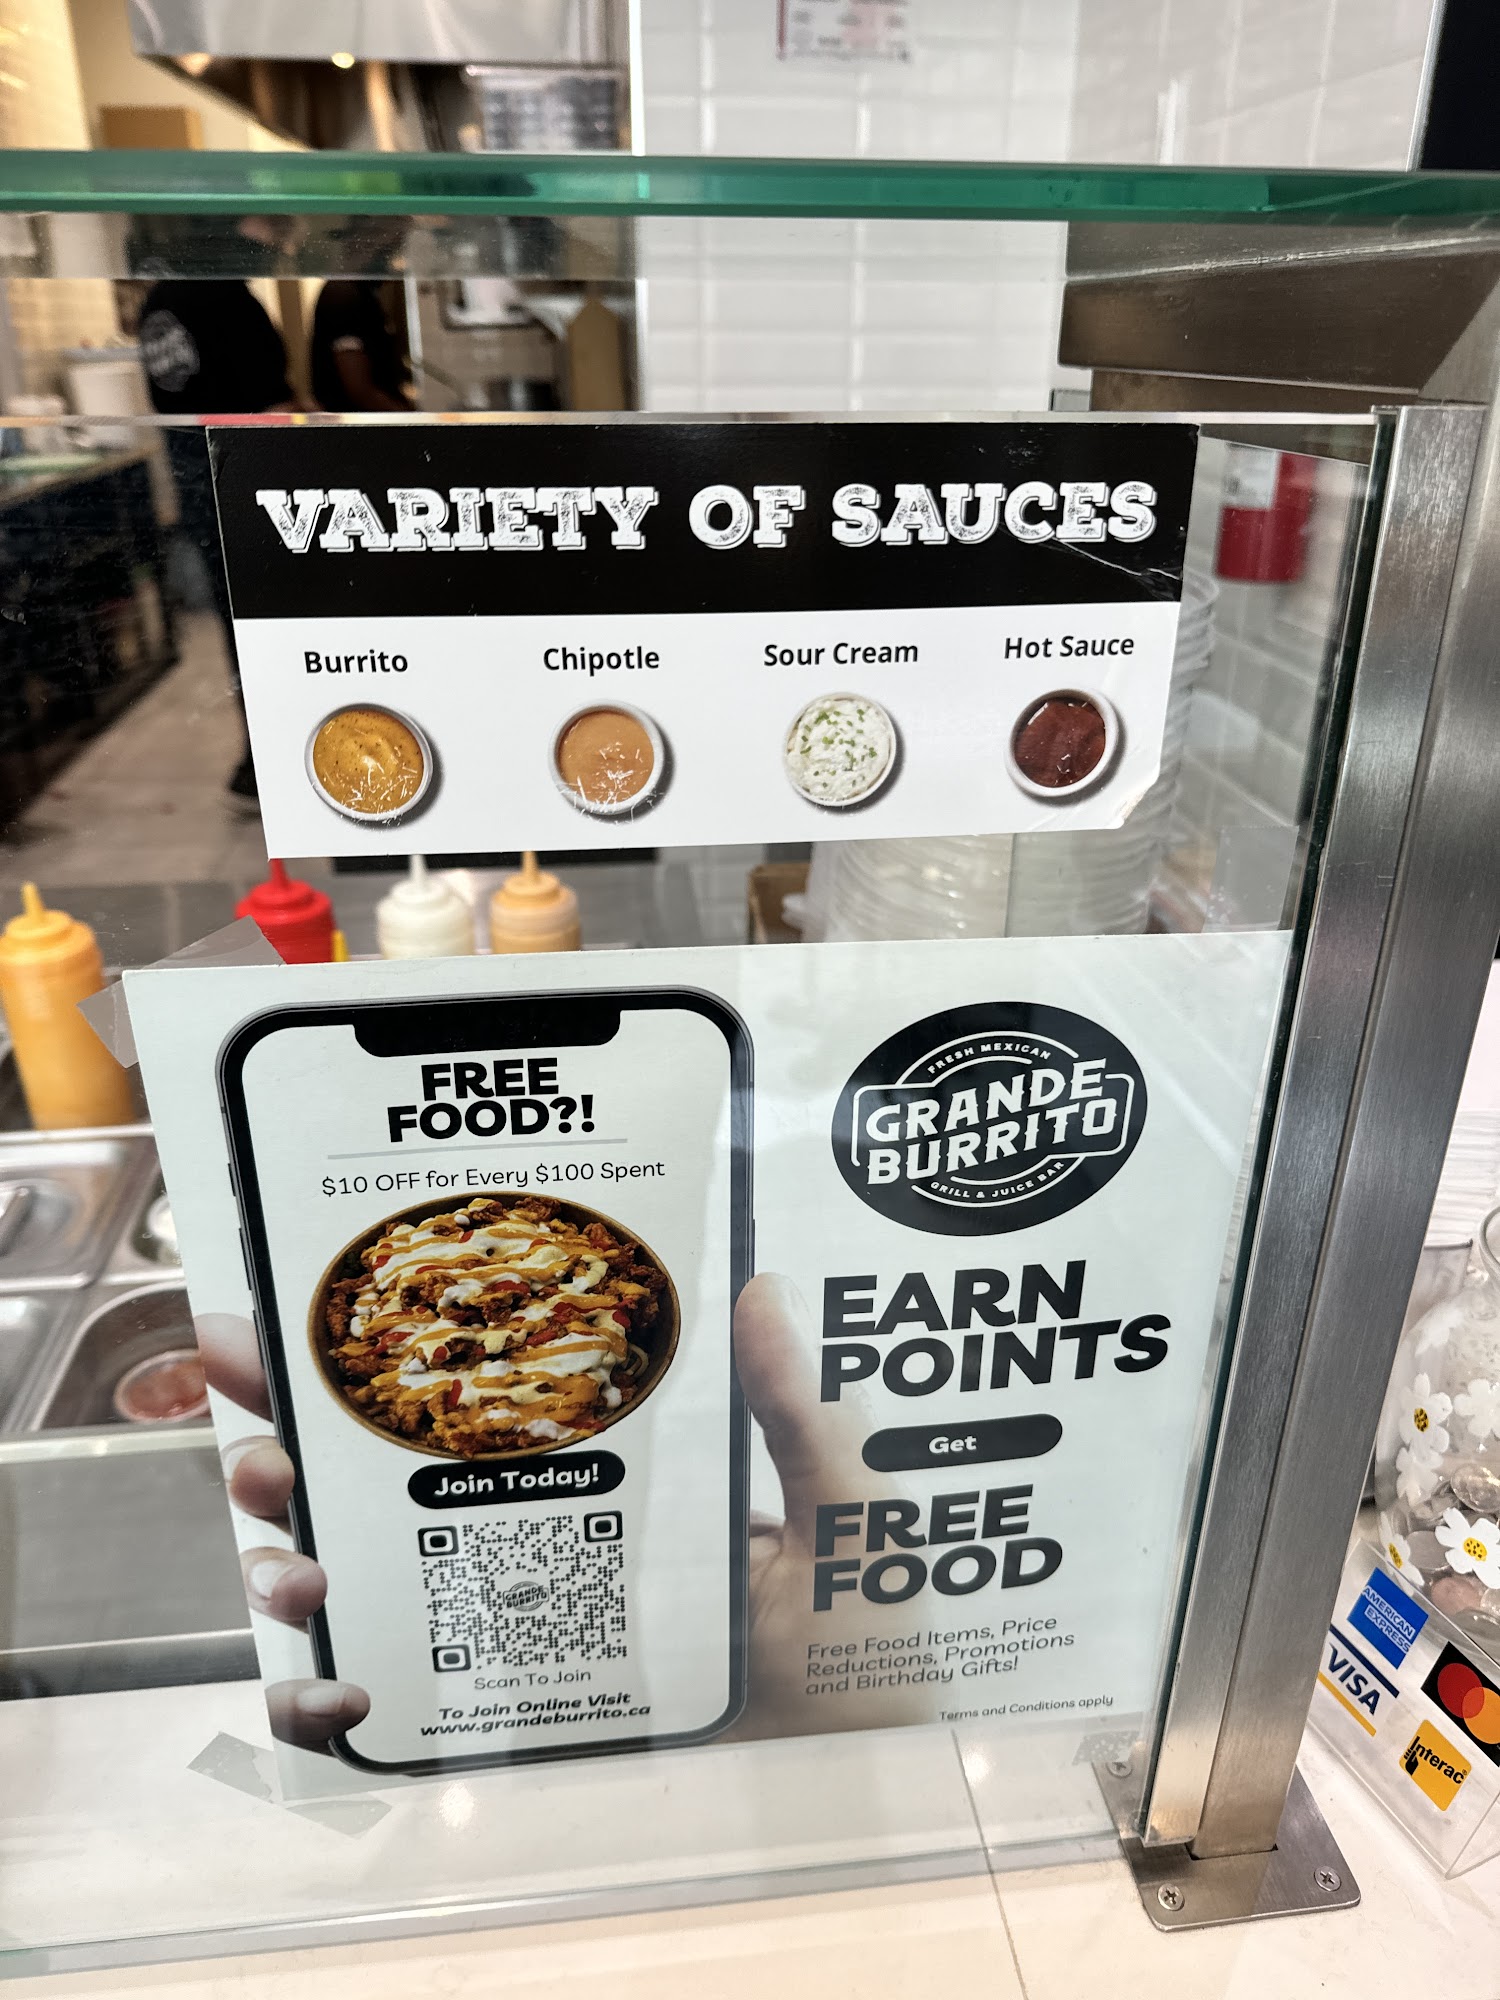 VARIETY OF SAUCES
Burrito
Chipotle
Sour Cream
Hot Sauce
FREE
FOOD?!
$10 OFF for Every $100 Spent
Join Today!
GRANDE
BURRITO
Scan To Join
To Join Online Visit
www.grandeburrito.ca
FRESH MEXICAN
GRANDE
BURRITO
GRILL & JUICE BAR
EARN
POINTS
Get
FREE
FOOD
Free Food Items, Price
Reductions, Promotions
and Birthday Gifts!
Terms and Conditions apply
AMERICAN
EXPRESS
VISA
Interac